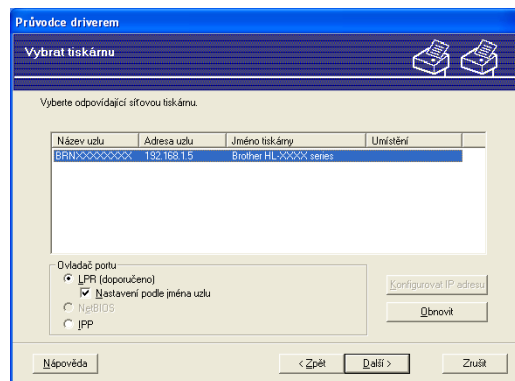 Průvodce driverem
Vybrat tiskárnu
Vyberte odpovídající síťovou tiskárnu.
Název uzlu Adresa uzlu Jméno tiskárny Umístění
BRNXXXXXXXX 192.168.1.5 Brother HL-XXXX series
Ovladač portu
LPR (doporučeno)
Nastavení podle jména uzlu
NetBIOS
IPP
Konfigurovat IP adresu
Obnovit
Nápověda < Zpět Další > Zrušit